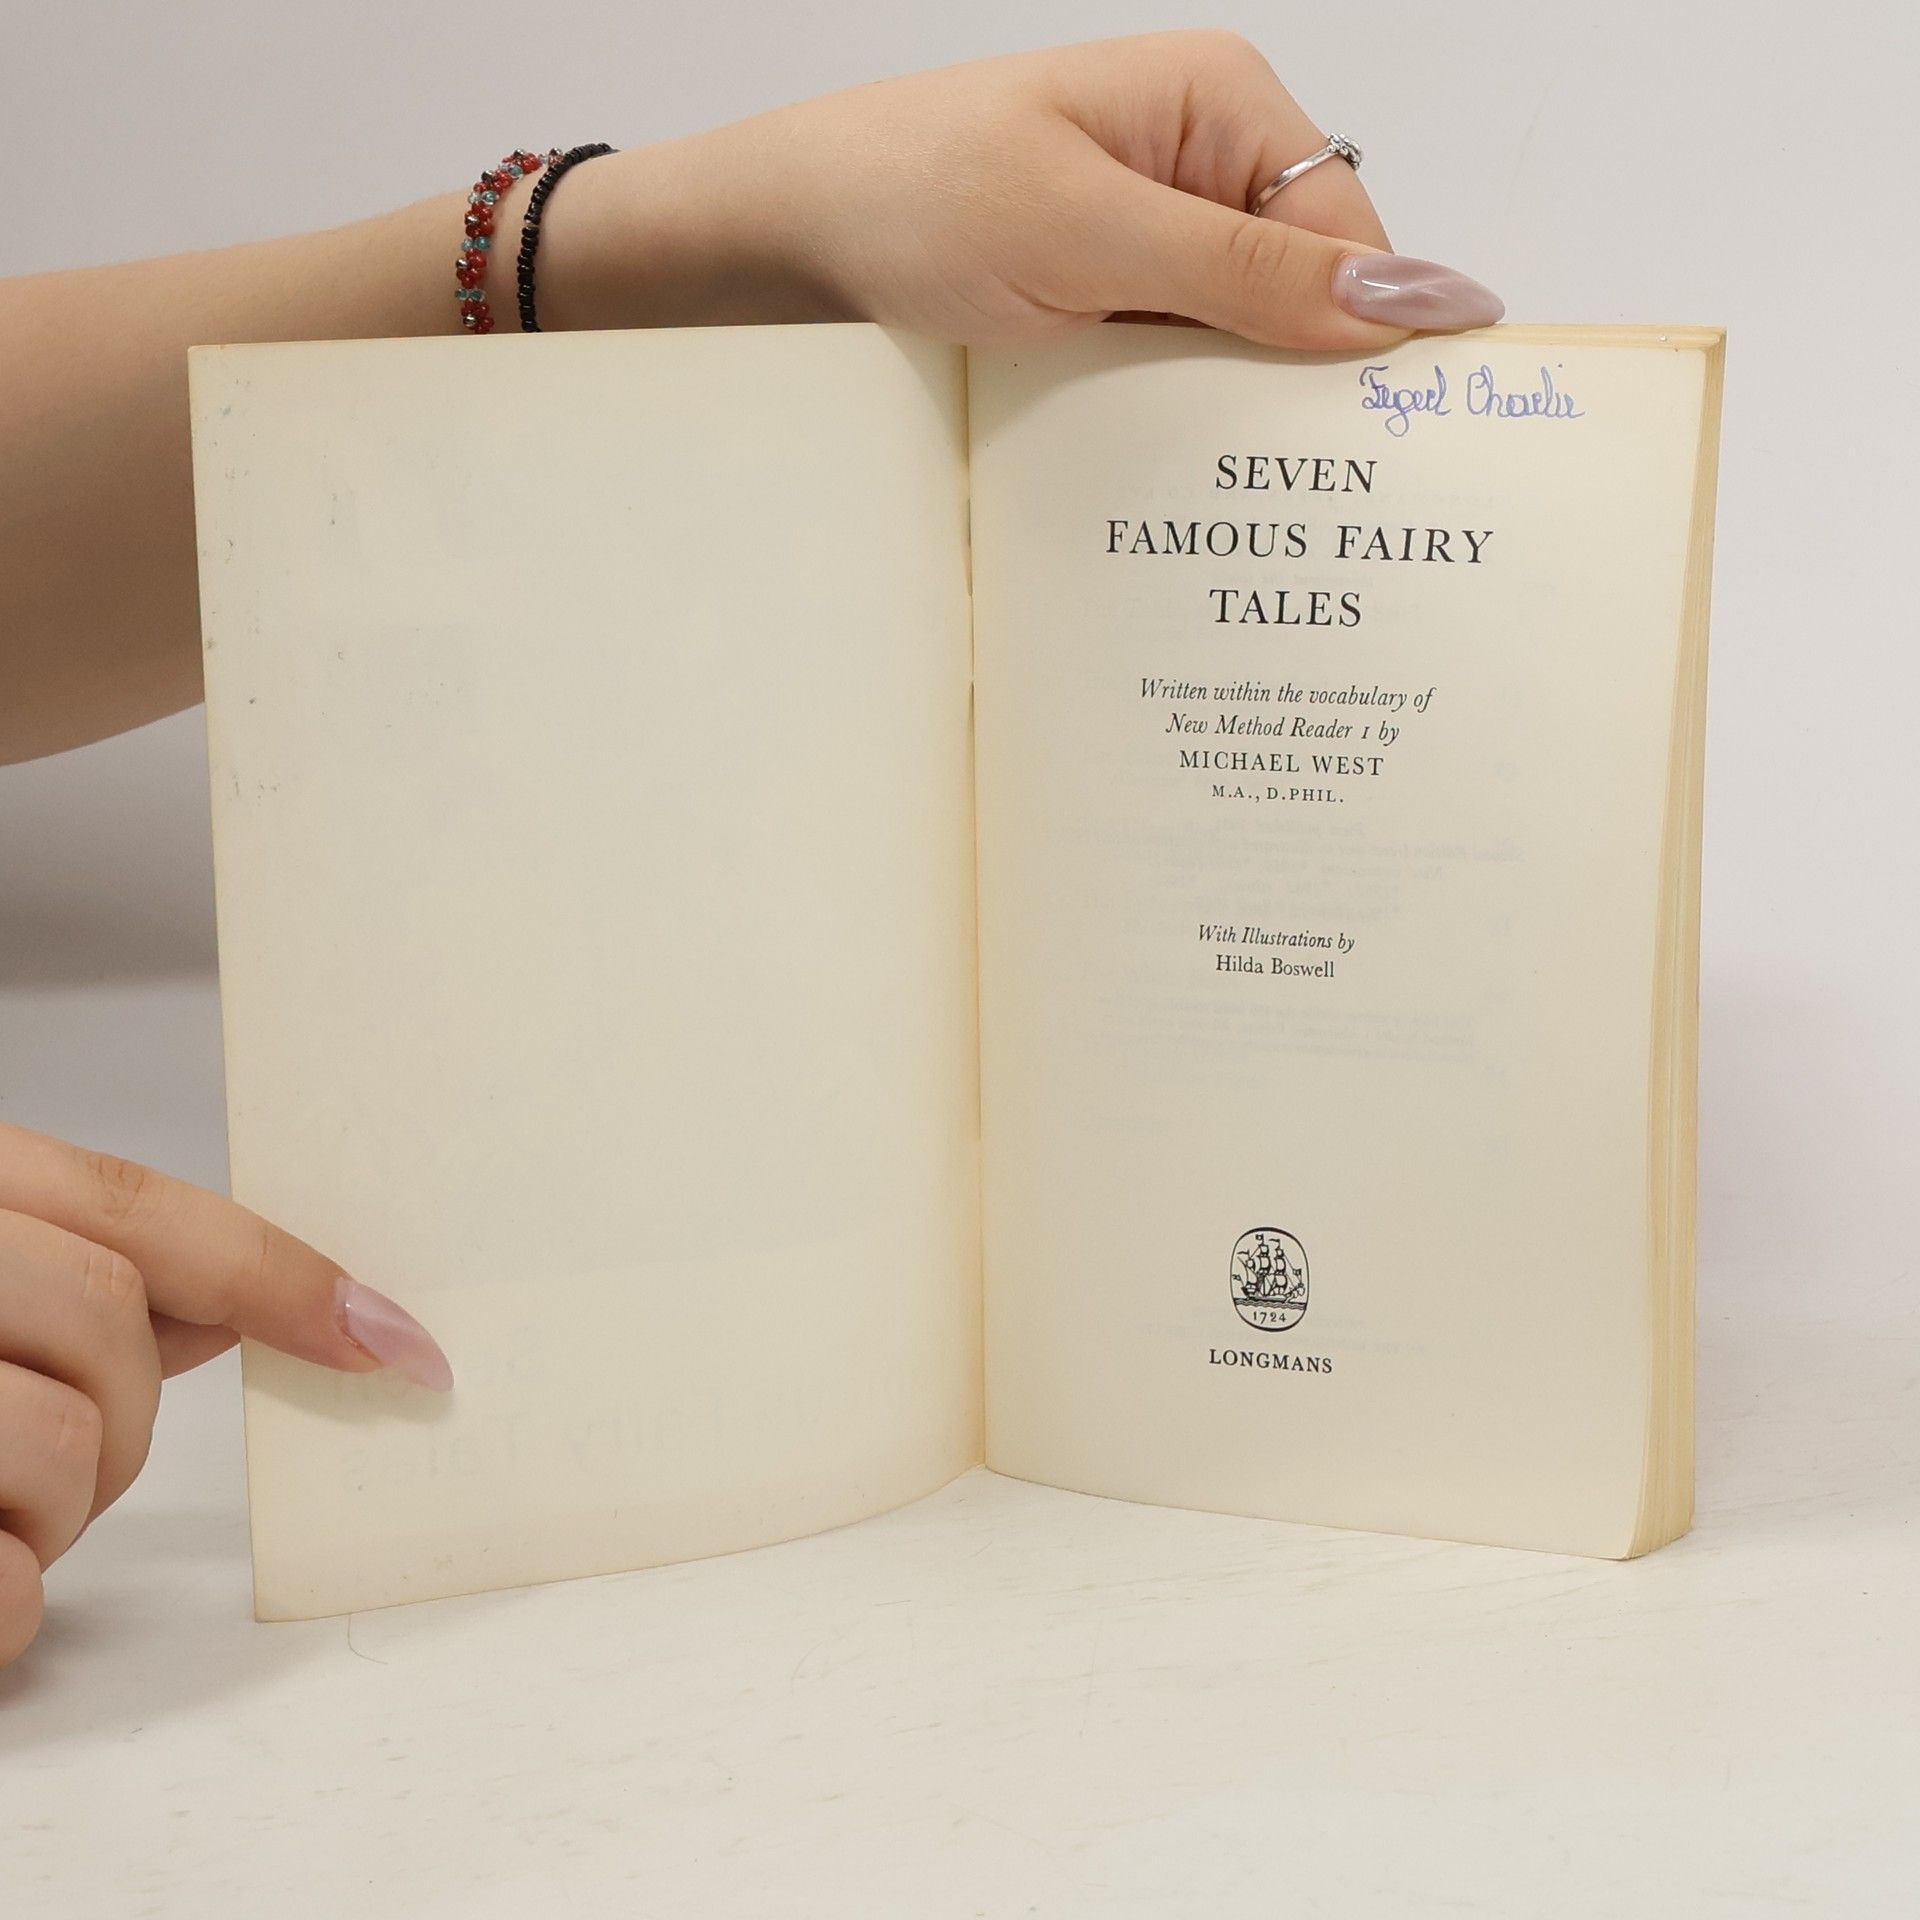 Charlie
SEVEN
FAMOUS FAIRY
TALES
Written within the vocabulary of
New Method Reader 1 by
MICHAEL WEST
M.A., D.PHIL.
With Illustrations by
Hilda Boswell
1724
LONGMANS